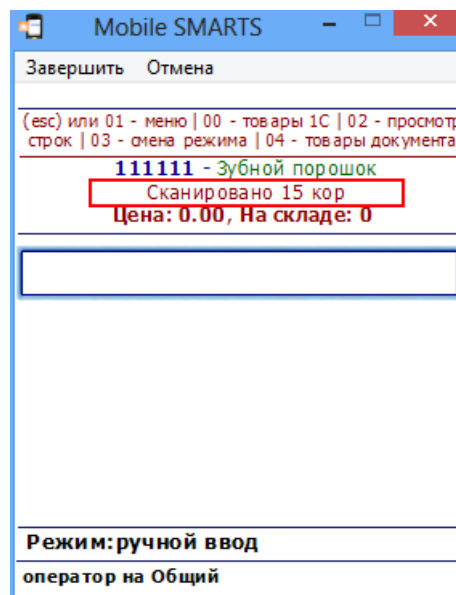 Mobile SMARTS
Завершить Отмена
(esc) или 01 - меню | 00 - товары 1С | 02 - просмотр
строк | 03 - смена режима | 04 - товары документа
111111 - Зубной порошок
Сканировано 15 кор
Цена: 0.00, На складе: 0
Режим:ручной ввод
оператор на Общий